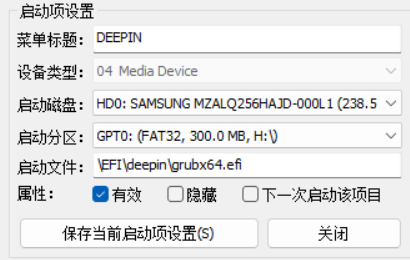 启动项设置
菜单标题: DEEPIN
设备类型: 04 Media Device
启动磁盘: HD0: SAMSUNG MZALQ256HAJD-000L1 (238.5
启动分区: GPT0: (FAT32, 300.0 MB, H:\)
启动文件: \EFI\deepin\grubx64.efi
属性: 有效 隐藏 下一次启动该项目
保存当前启动项设置(S) 关闭